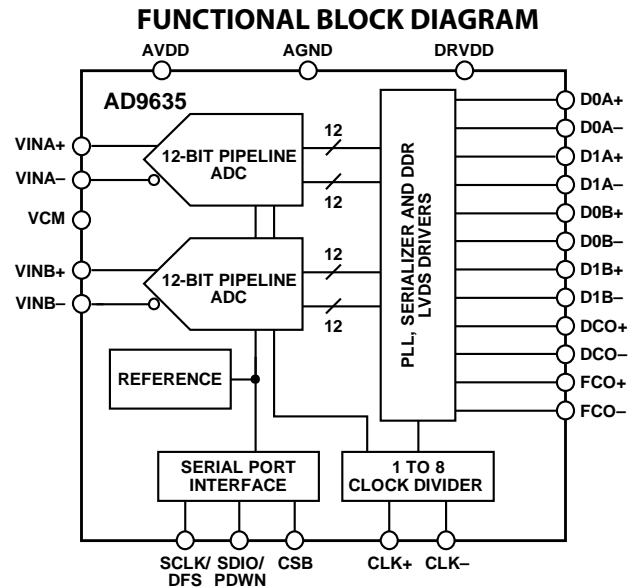 FUNCTIONAL BLOCK DIAGRAM
AVDD AGND DRVDD
AD9635
VINA+
VINA–
VCM
VINB+
VINB–
12-BIT PIPELINE
ADC
12
12
12-BIT PIPELINE
ADC
12
12
REFERENCE
PLL, SERIALIZER AND DDR
LVDS DRIVERS
D0A+
D0A–
D1A+
D1A–
D0B+
D0B–
D1B+
D1B–
DCO+
DCO–
FCO+
FCO–
SERIAL PORT
INTERFACE
1 TO 8
CLOCK DIVIDER
SCLK/
DFS
SDIO/
PDWN
CSB
CLK+
CLK–